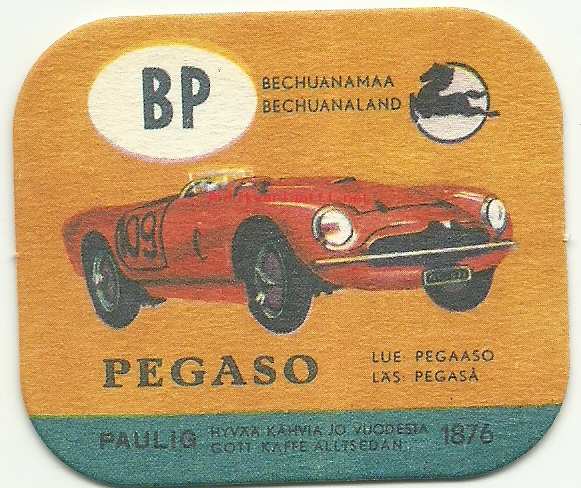 BP
BECHUANAMAA
BECHUANALAND
109
PEGASO
LUE: PEGAASO
LÄS: PEGASÅ
PAULIG
HYVÄÄ KAHVIA JO VUODESTA
GOTT KAFFE ALLTSEDAN
1876